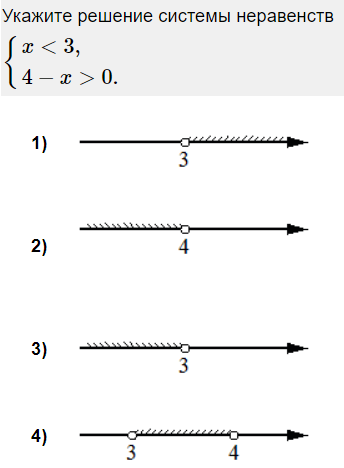 Укажите решение системы неравенств
x < 3,
4 − x > 0.
1)
3
2)
4
3)
3
4)
3 4